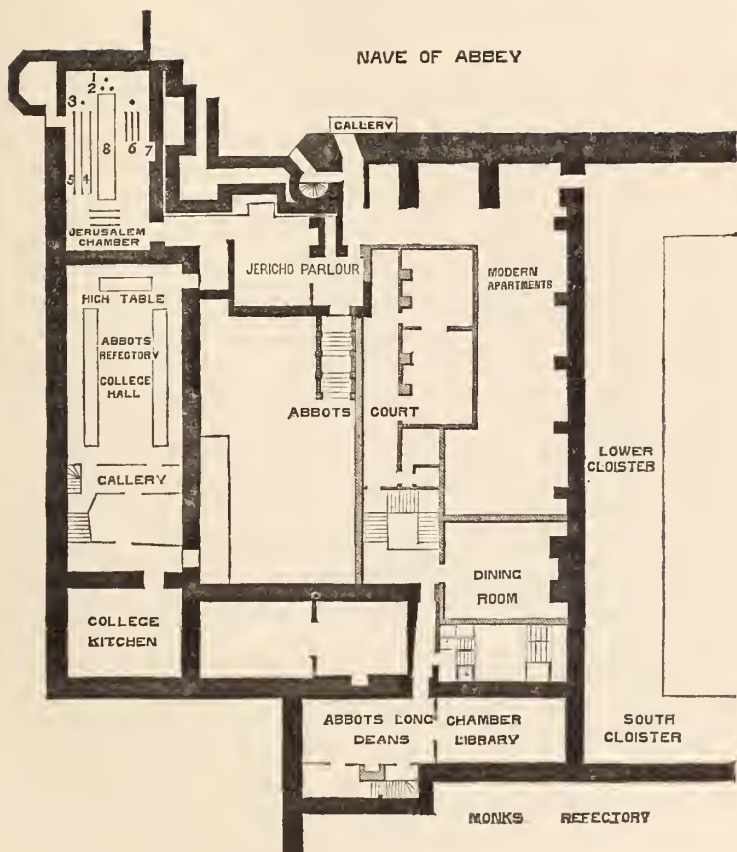 NAVE OF ABBEY
GALLERY
1
2
3
8
6
7
5
4
JERUSALEM
CHAMBER
JERICHO PARLOUR
MODERN
APARTMENTS
HIGH TABLE
ABBOTS
REFECTORY
COLLEGE
HALL
ABBOTS COURT
GALLERY
LOWER
CLOISTER
DINING
ROOM
COLLEGE
KITCHEN
ABBOTS LONG CHAMBER
DEANS LIBRARY
SOUTH
CLOISTER
MONKS REFECTORY